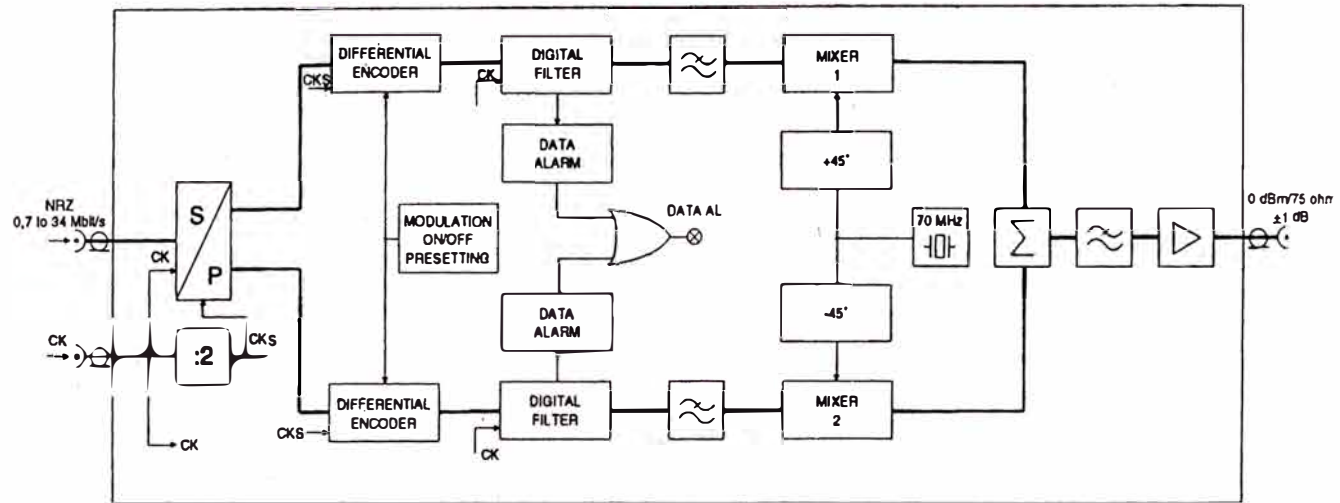 DIFFERENTIAL
ENCODER
CKS
DIGITAL
FILTER
CK
MIXER
1
DATA
ALARM
+45°
NRZ
0,7 to 34 Mbit/s
S
P
CK
MODULATION
ON/OFF
PRESETTING
DATA AL
70 MHz
Σ
0 dBm/75 ohm
±1 dB
DATA
ALARM
-45°
CK
:2
CKS
CK
DIFFERENTIAL
ENCODER
CKS
DIGITAL
FILTER
CK
MIXER
2